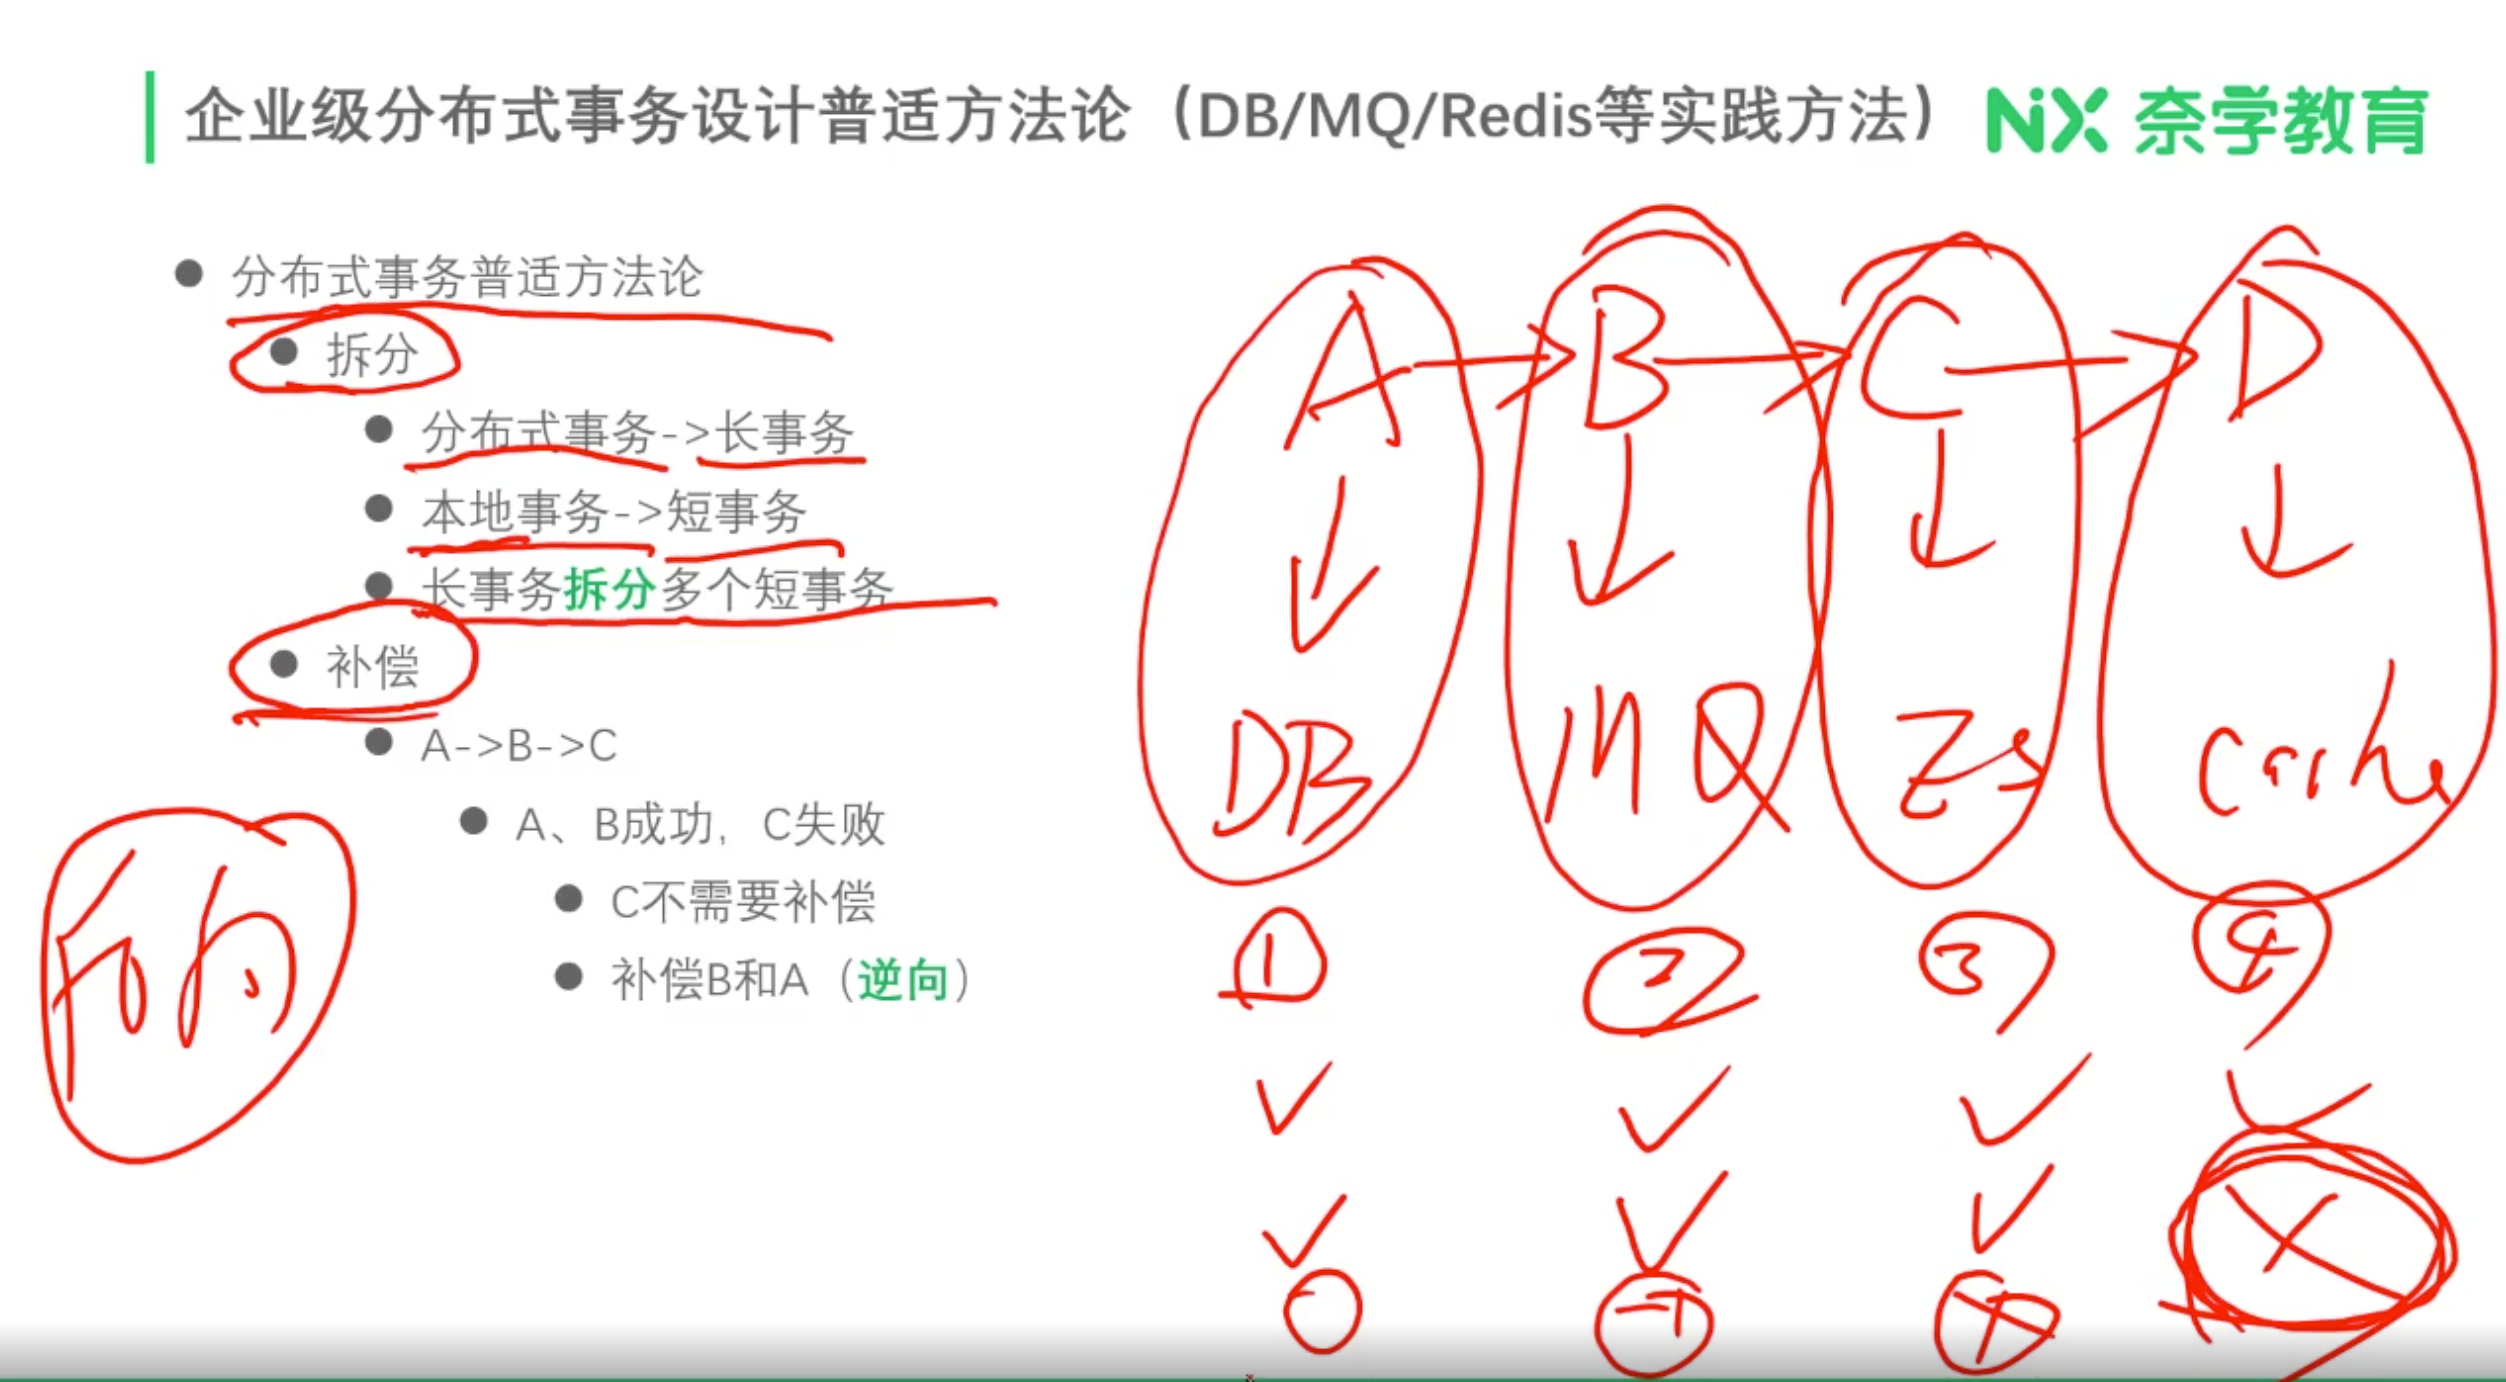 企业级分布式事务设计普适方法论（DB/MQ/Redis等实践方法）
NiX 奈学教育
分布式事务普适方法论
拆分
分布式事务->长事务
本地事务->短事务
长事务拆分多个短事务
补偿
A->B->C
A、B成功，C失败
C不需要补偿
补偿B和A（逆向）
A B C D
DB MQ Cache
1 2 3 4